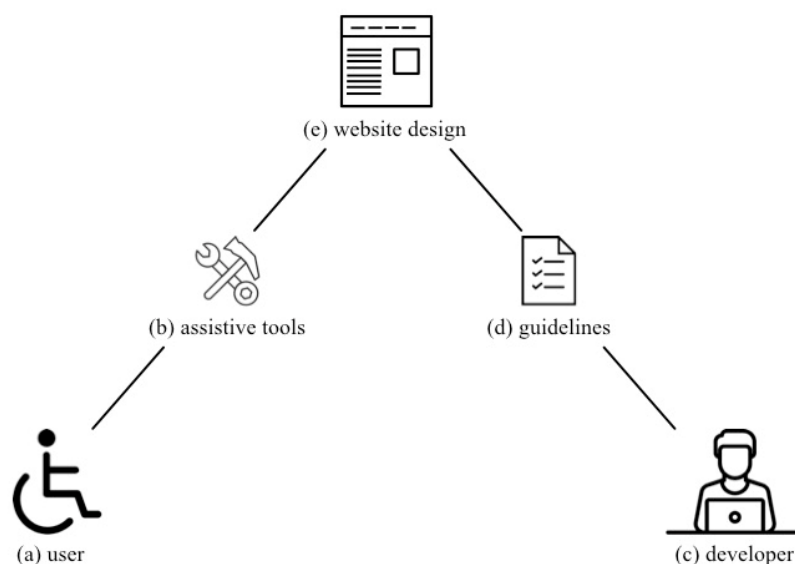 (e) website design
(b) assistive tools
(d) guidelines
(a) user
(c) developer